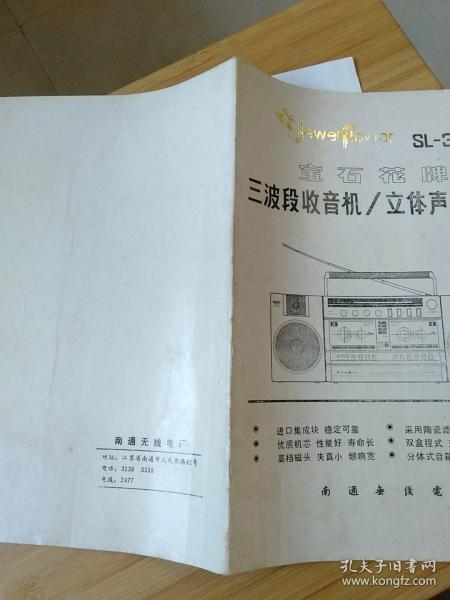 Jewel Flower SL-3
宝石花牌
三波段收音机/立体声
进口集成块 稳定可靠
采用陶瓷滤
优质机芯 性能好 寿命长
双盒程式
高档磁头 失真小 频响宽
分体式音箱
南通无线電
南通无线电厂
地址：江苏省南通市人民西路62号
电话：3239 3338
电报：2477
孔夫子旧书网
www.kongfz.com